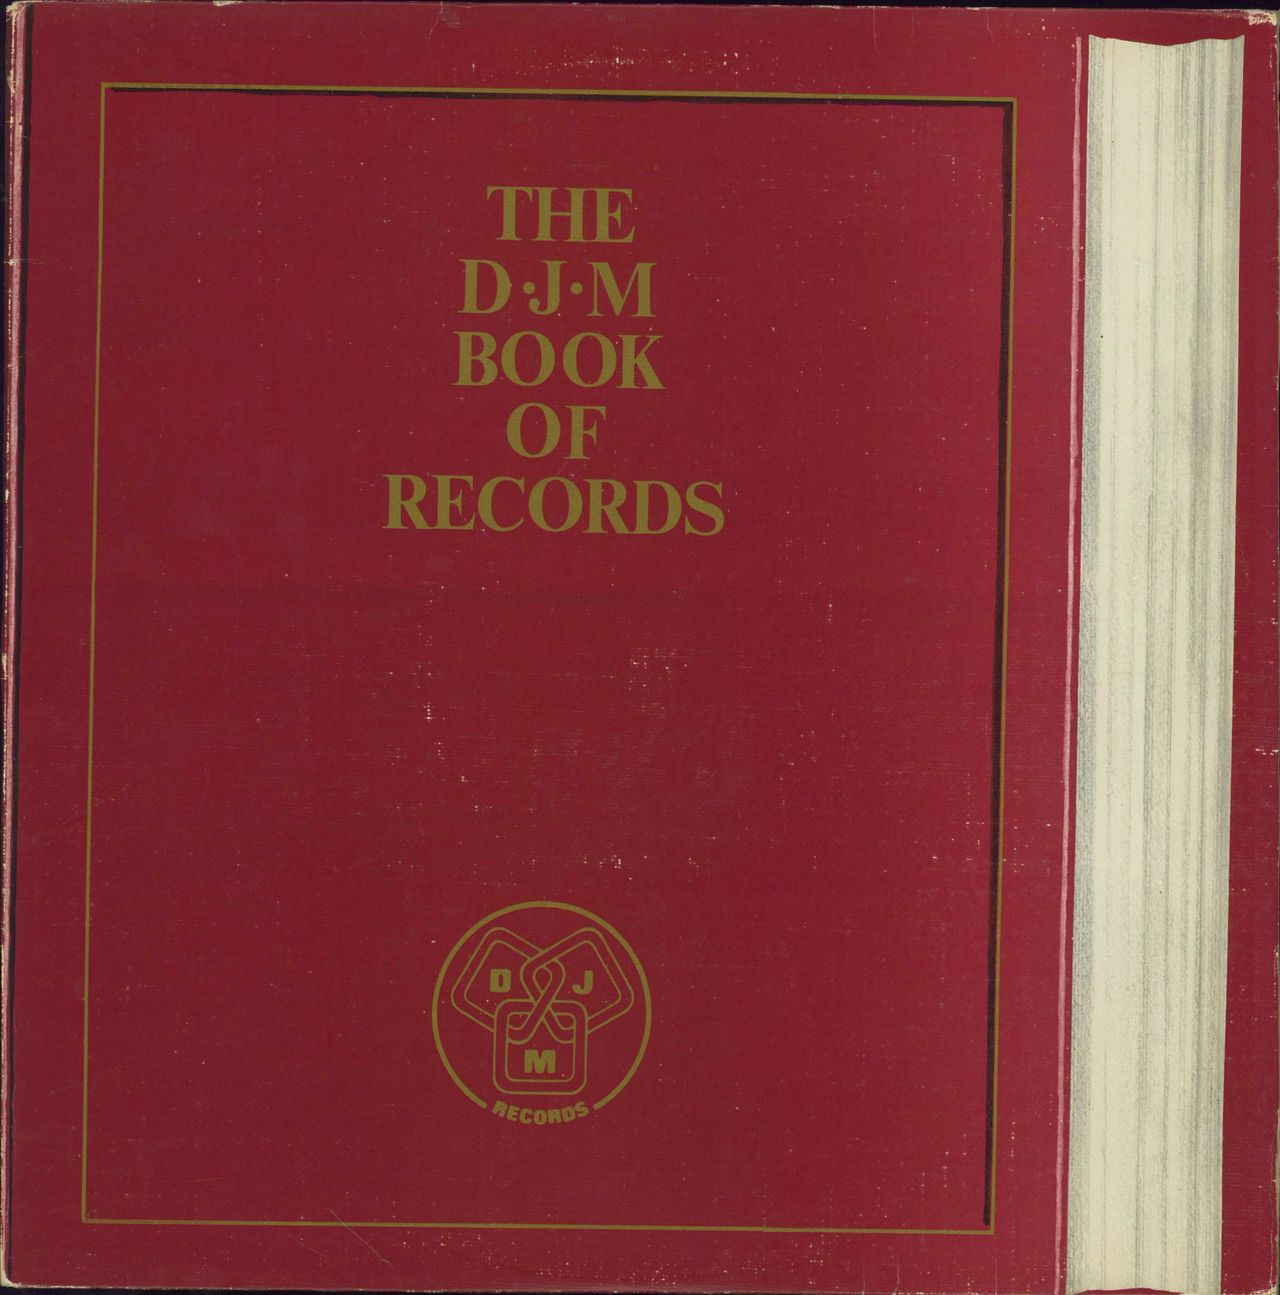 THE
D·J·M
BOOK
OF
RECORDS
D J
M
RECORDS